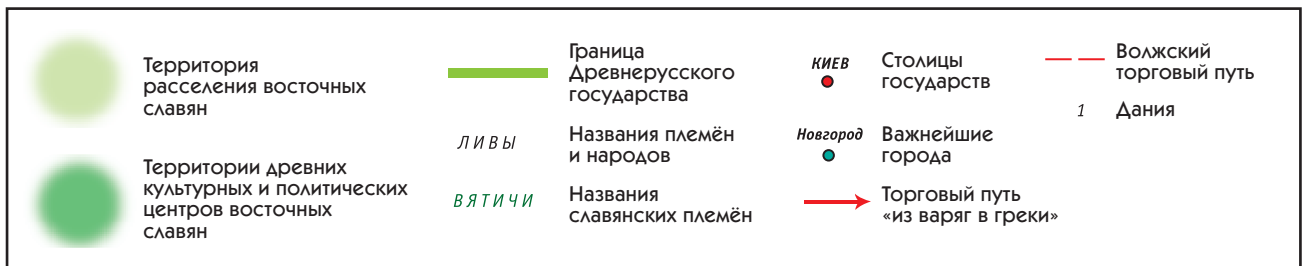 Территория
расселения восточных
славян
Территории древних
культурных и политических
центров восточных
славян
Граница
Древнерусского
государства
ЛИВЫ
Названия племён
и народов
ВЯТИЧИ
Названия
славянских племён
КИЕВ
Столицы
государств
Новгород
Важнейшие
города
Торговый путь
«из варяг в греки»
Волжский
торговый путь
1
Дания